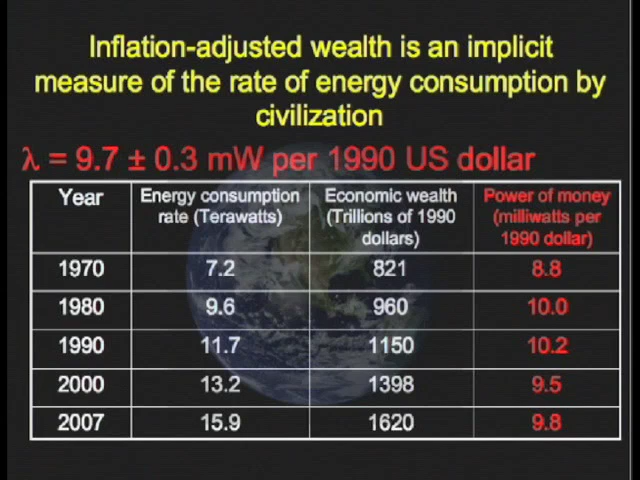 Inflation-adjusted wealth is an implicit
measure of the rate of energy consumption by
civilization
λ = 9.7 ± 0.3 mW per 1990 US dollar
Year Energy consumption rate (Terawatts) Economic wealth (Trillions of 1990 dollars) Power of money (milliwatts per 1990 dollar)
1970 7.2 821 8.8
1980 9.6 960 10.0
1990 11.7 1150 10.2
2000 13.2 1398 9.5
2007 15.9 1620 9.8